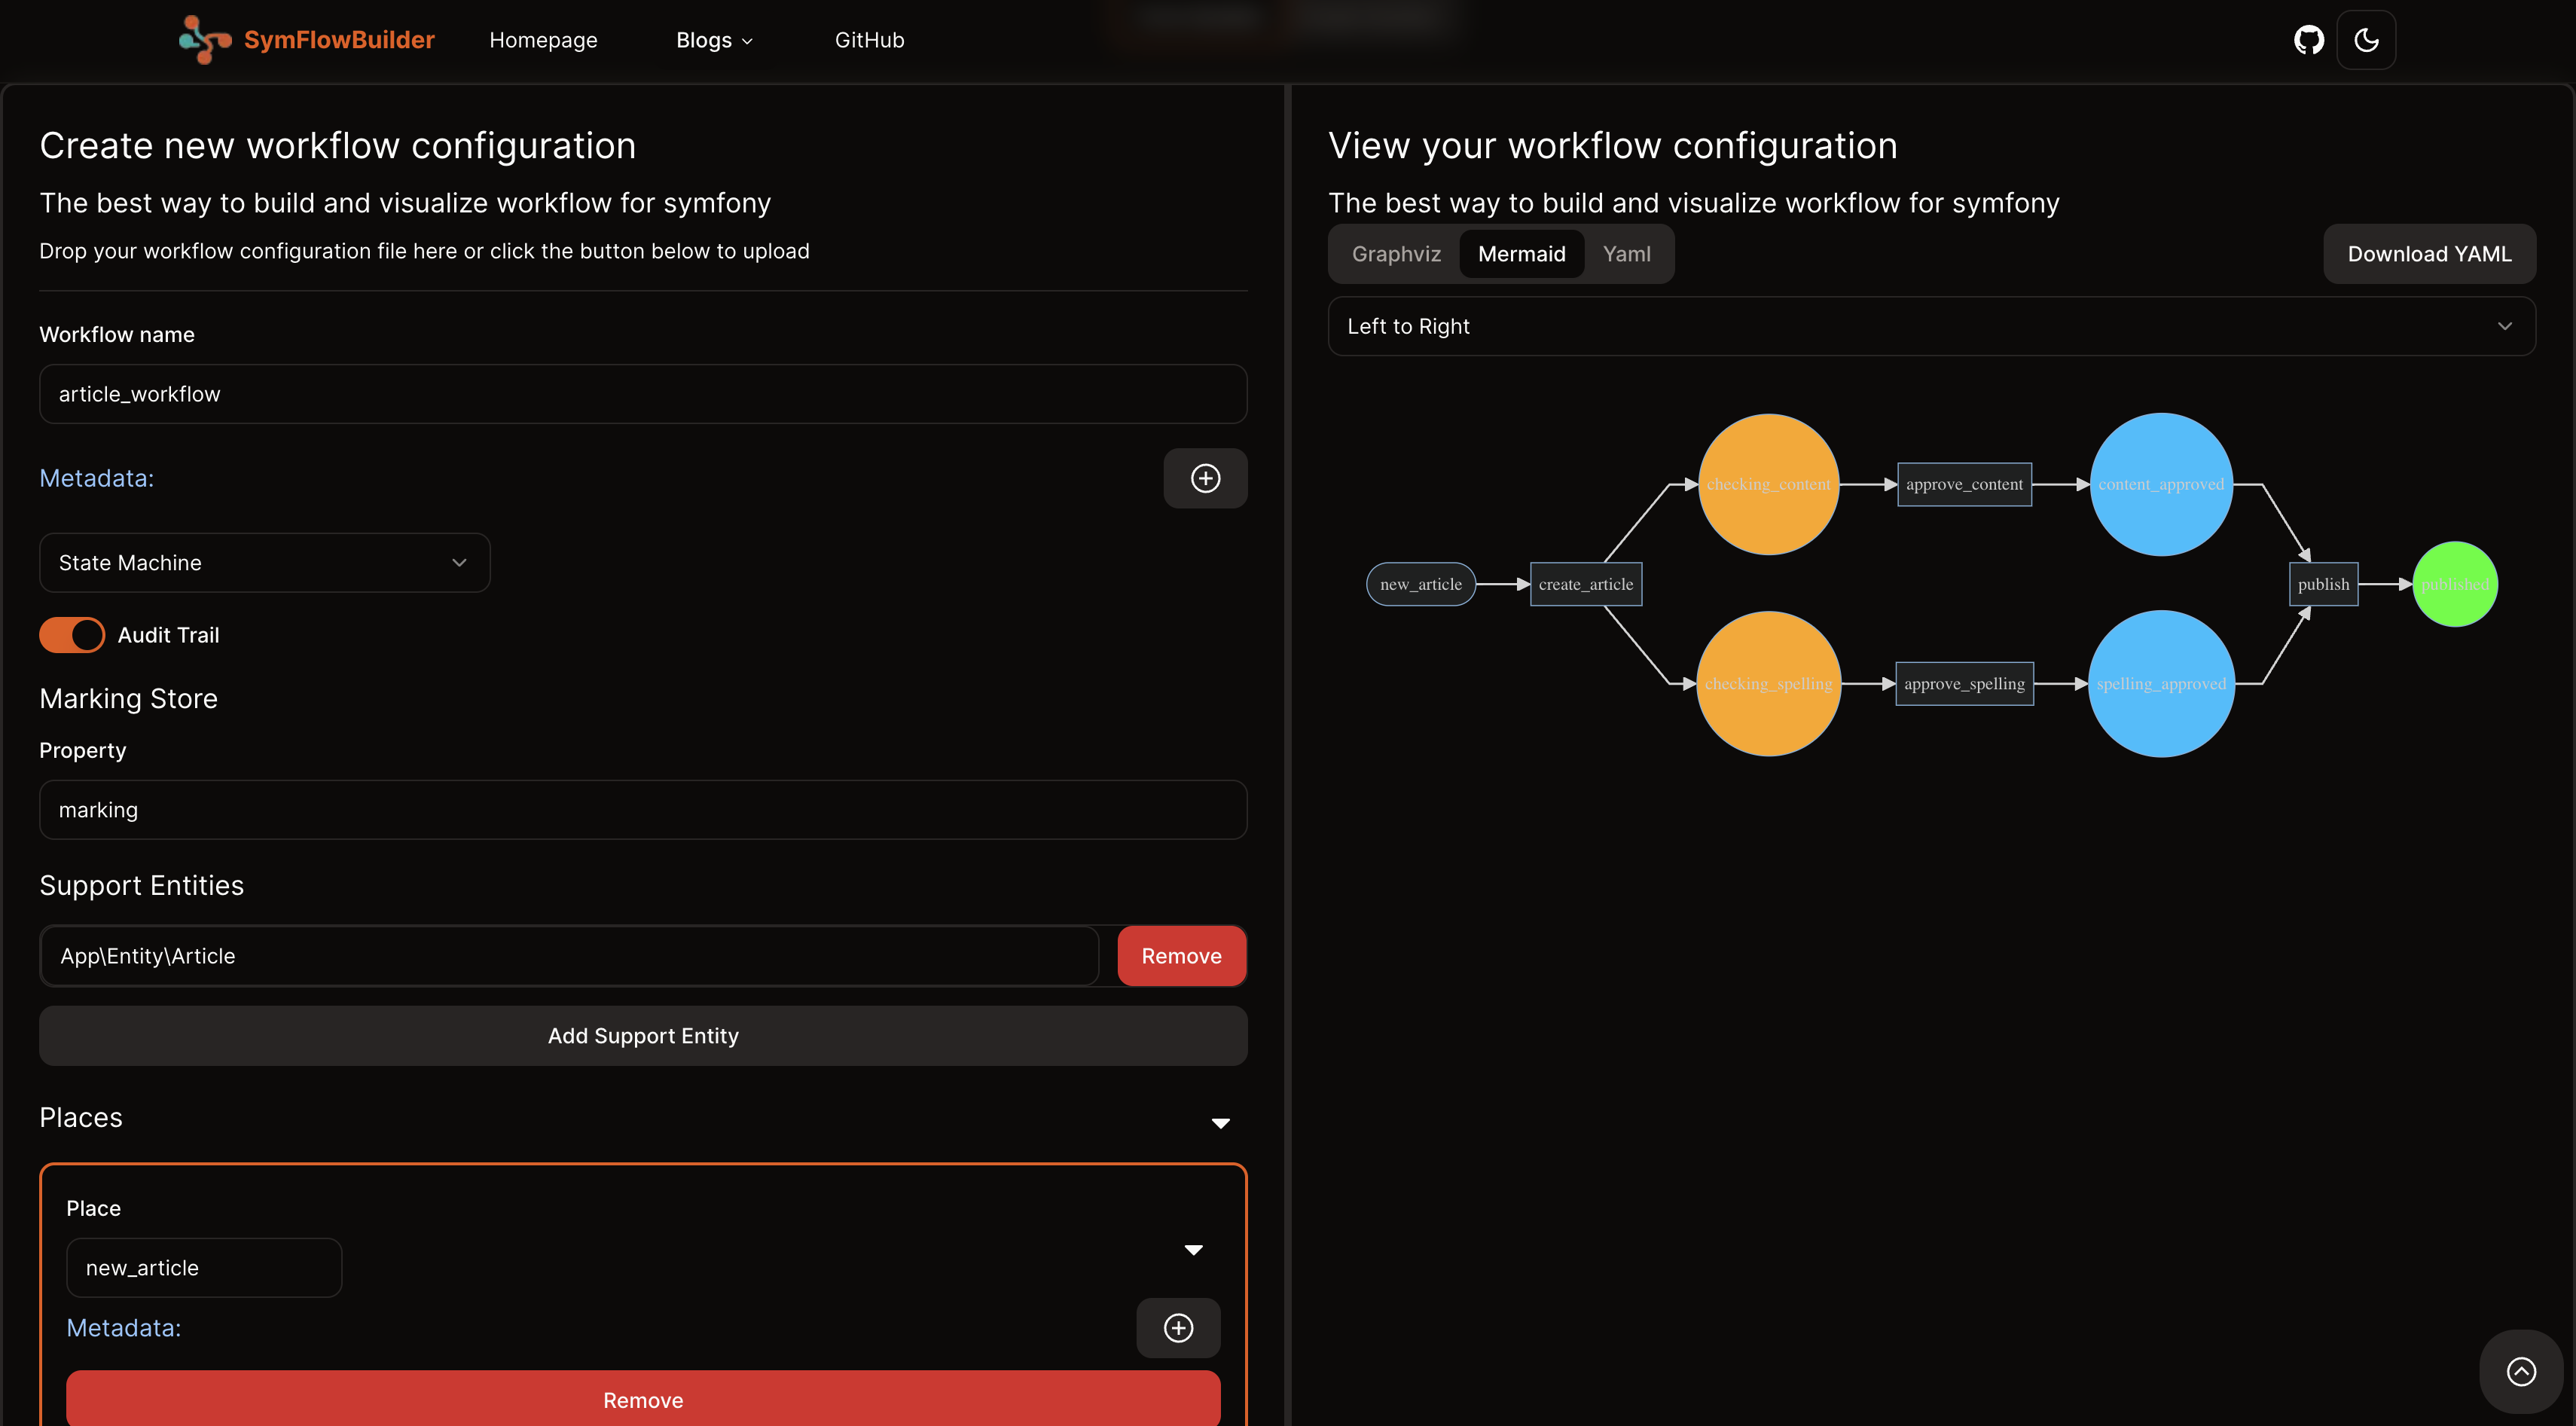 SymFlowBuilder
Homepage
Blogs
GitHub
Create new workflow configuration
The best way to build and visualize workflow for symfony
Drop your workflow configuration file here or click the button below to upload
Workflow name
article_workflow
Metadata:
State Machine
Audit Trail
Marking Store
Property
marking
Support Entities
App\Entity\Article
Remove
Add Support Entity
Places
Place
new_article
Metadata:
Remove
View your workflow configuration
The best way to build and visualize workflow for symfony
Graphviz
Mermaid
Yaml
Download YAML
Left to Right
checking_content
approve_content
content_approved
new_article
create_article
publish
published
checking_spelling
approve_spelling
spelling_approved